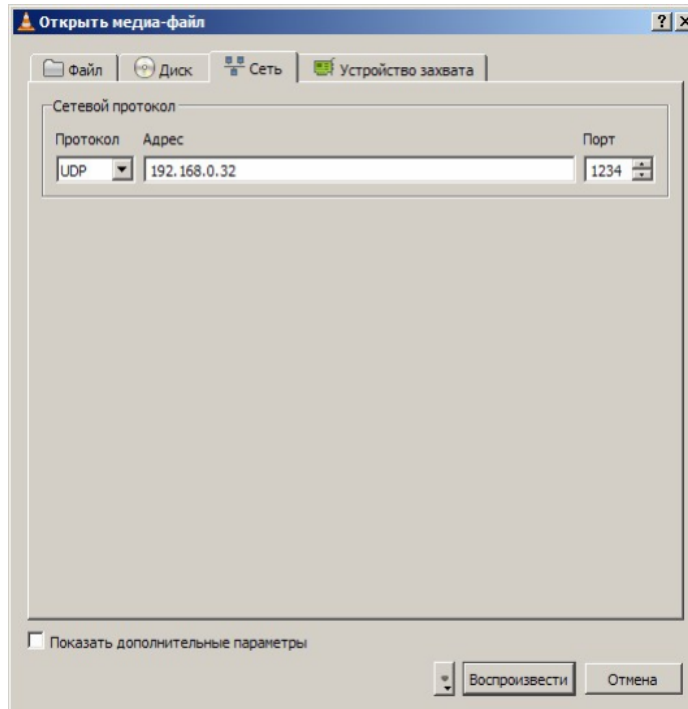 Открыть медиа-файл
Файл Диск Сеть Устройство захвата
Сетевой протокол
Протокол Адрес Порт
UDP 192.168.0.32 1234
Показать дополнительные параметры
Воспроизвести Отмена